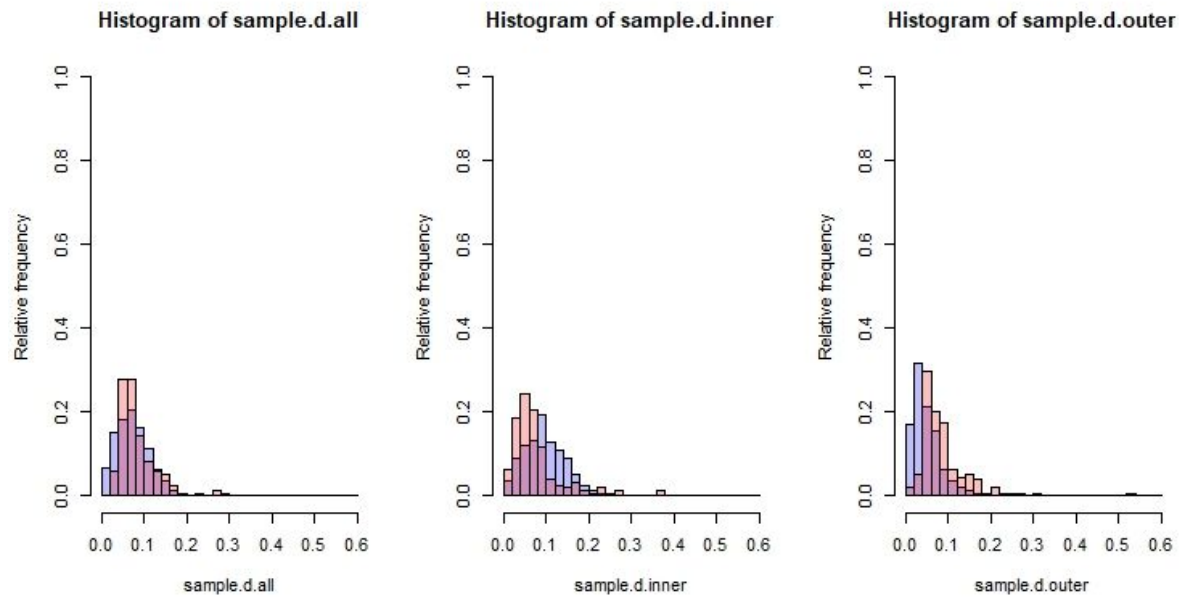 Histogram of sample.d.all
1.0
0.8
0.6
0.4
0.2
0.0
Relative frequency
0.0 0.1 0.2 0.3 0.4 0.5 0.6
sample.d.all
Histogram of sample.d.inner
1.0
0.8
0.6
0.4
0.2
0.0
Relative frequency
0.0 0.1 0.2 0.3 0.4 0.5 0.6
sample.d.inner
Histogram of sample.d.outer
1.0
0.8
0.6
0.4
0.2
0.0
Relative frequency
0.0 0.1 0.2 0.3 0.4 0.5 0.6
sample.d.outer